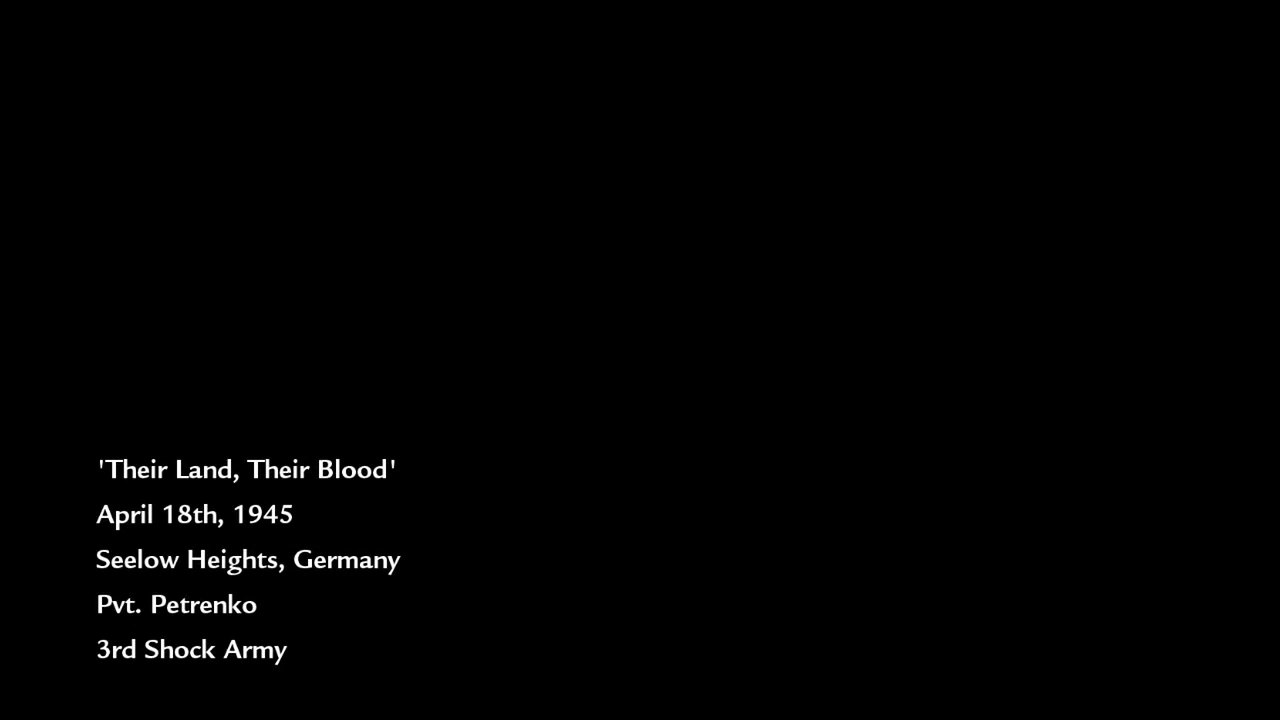 'Their Land, Their Blood'
April 18th, 1945
Seelow Heights, Germany
Pvt. Petrenko
3rd Shock Army